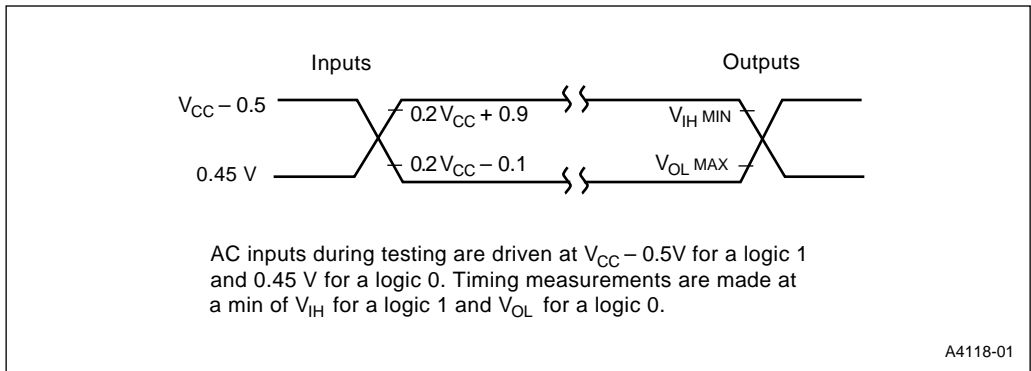 Inputs Outputs
V_CC – 0.5 0.2 V_CC + 0.9 V_IH MIN
0.45 V 0.2 V_CC – 0.1 V_OL MAX
AC inputs during testing are driven at V_CC – 0.5V for a logic 1
and 0.45 V for a logic 0. Timing measurements are made at
a min of V_IH for a logic 1 and V_OL for a logic 0.
A4118-01